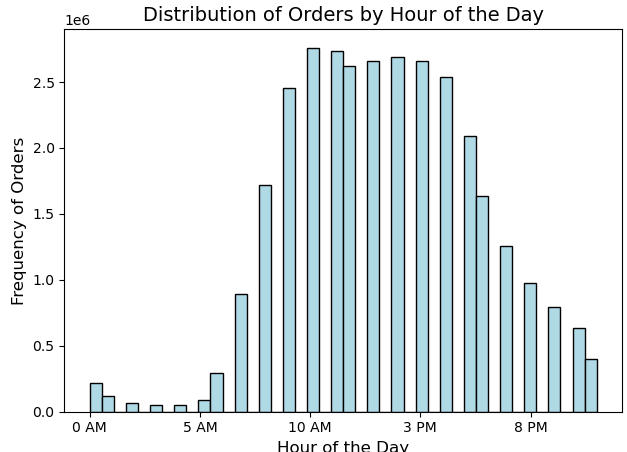 Distribution of Orders by Hour of the Day
1e6
2.5
2.0
1.5
1.0
0.5
0.0
Frequency of Orders
0 AM 5 AM 10 AM 3 PM 8 PM
Hour of the Day